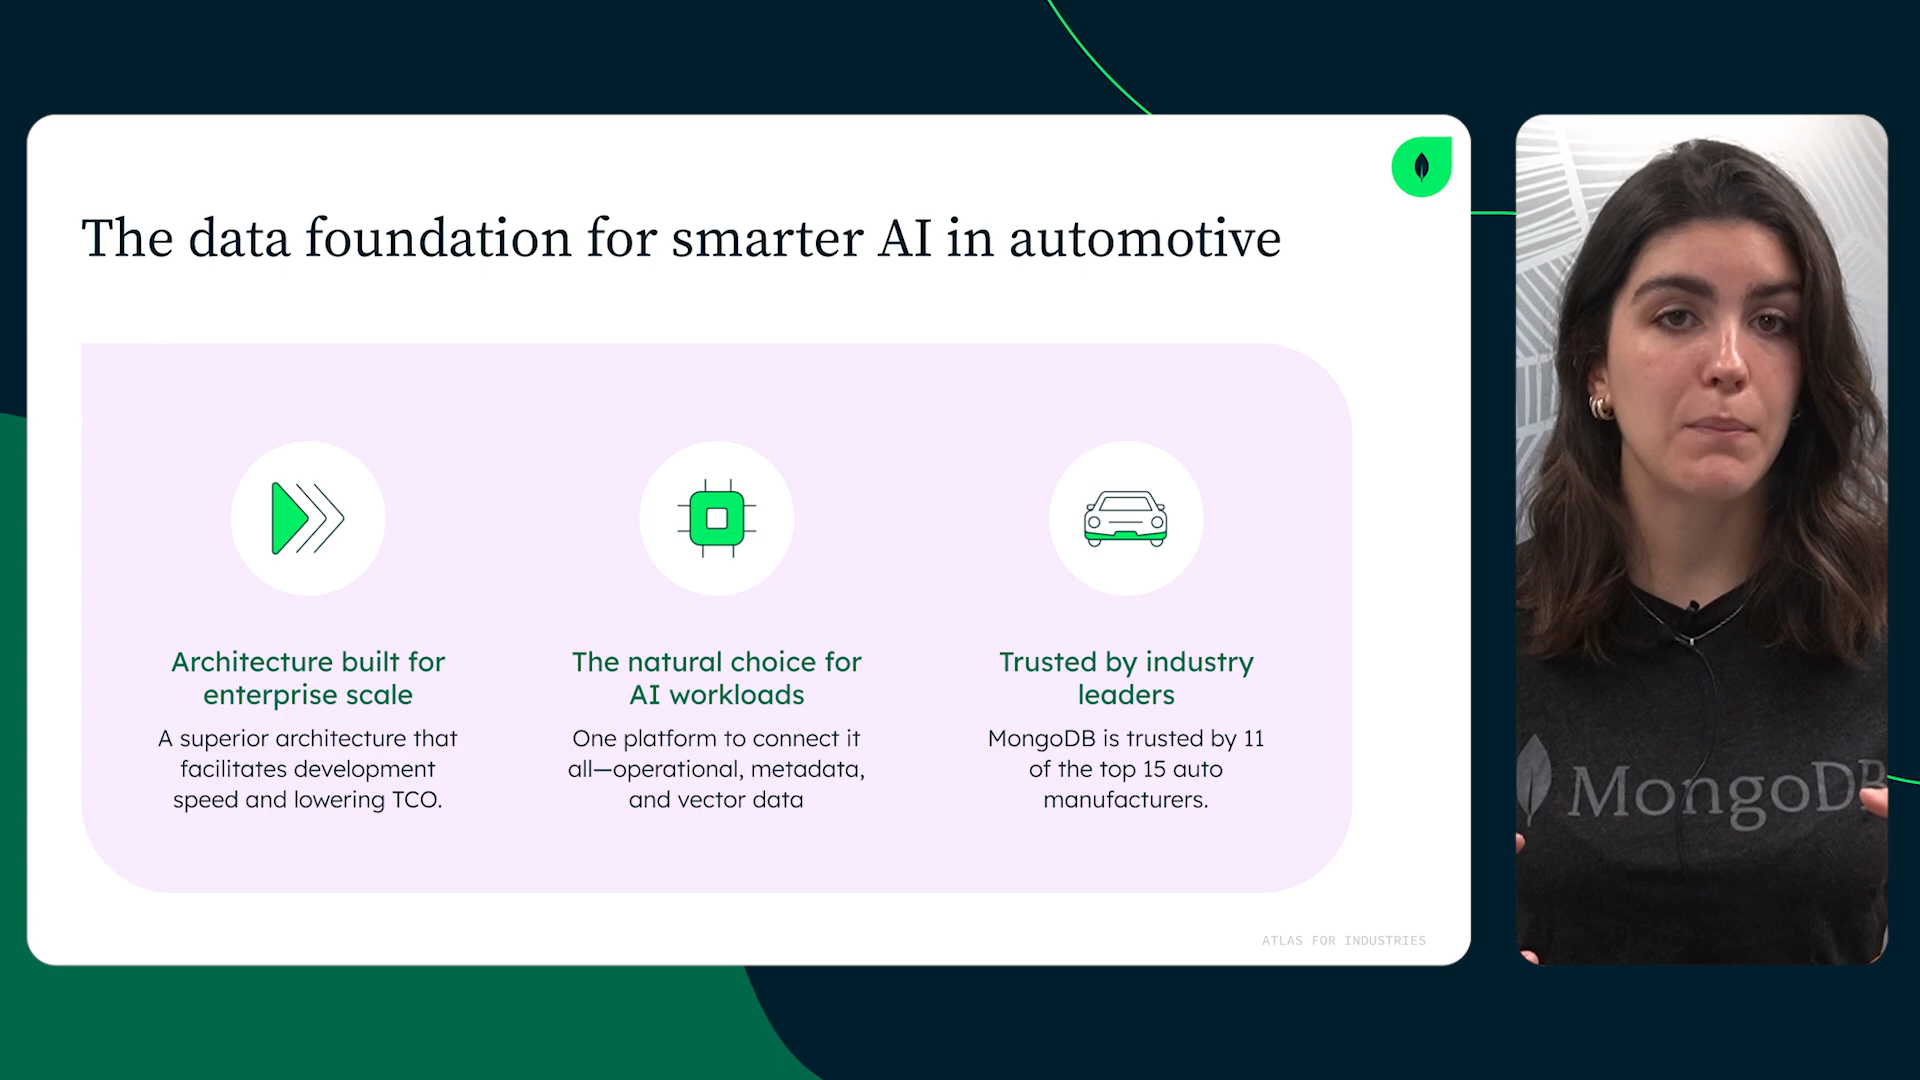 The data foundation for smarter AI in automotive
Architecture built for
enterprise scale
A superior architecture that
facilitates development
speed and lowering TCO.
The natural choice for
AI workloads
One platform to connect it
all—operational, metadata,
and vector data
Trusted by industry
leaders
MongoDB is trusted by 11
of the top 15 auto
manufacturers.
ATLAS FOR INDUSTRIES
MongoDB